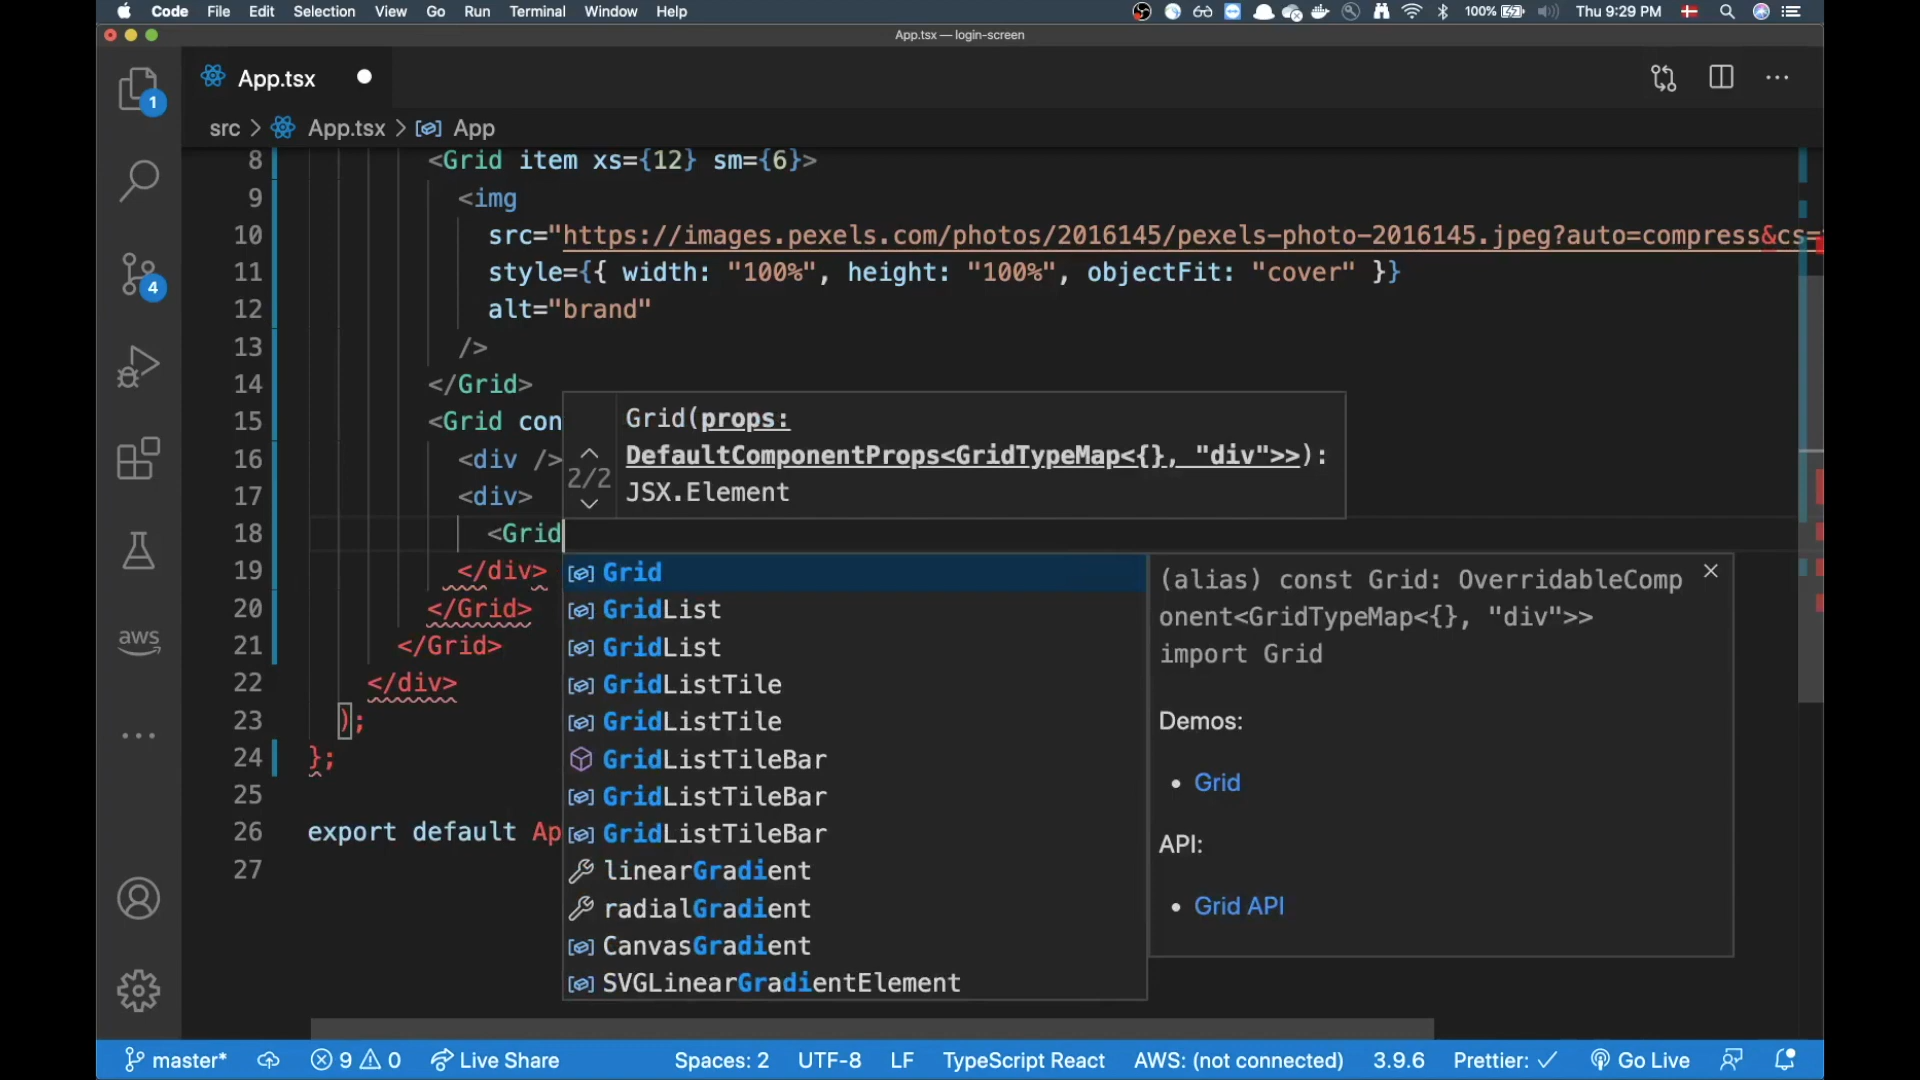 Code File Edit Selection View Go Run Terminal Window Help 100% Thu 9:29 PM
App.tsx — login-screen
1
App.tsx
src > App.tsx > App
8 <Grid item xs={12} sm={6}>
9 <img
10 src="https://images.pexels.com/photos/2016145/pexels-photo-2016145.jpeg?auto=compress&cs=
11 style={{ width: "100%", height: "100%", objectFit: "cover" }}
12 alt="brand"
13 />
14 </Grid>
15 <Grid con
16 <div />
17 <div>
18 <Grid
19 </div>
20 </Grid>
21 </Grid>
22 </div>
23 );
24 };
25
26 export default Ap
27
4
aws
2/2
Grid(props:
DefaultComponentProps<GridTypeMap<{}, "div">>):
JSX.Element
Grid
GridList
GridList
GridListTile
GridListTile
GridListTileBar
GridListTileBar
GridListTileBar
linearGradient
radialGradient
CanvasGradient
SVGLinearGradientElement
(alias) const Grid: OverridableComp
onent<GridTypeMap<{}, "div">>
import Grid
Demos:
• Grid
API:
• Grid API
master* 9 0 Live Share Spaces: 2 UTF-8 LF TypeScript React AWS: (not connected) 3.9.6 Prettier: ✓ Go Live